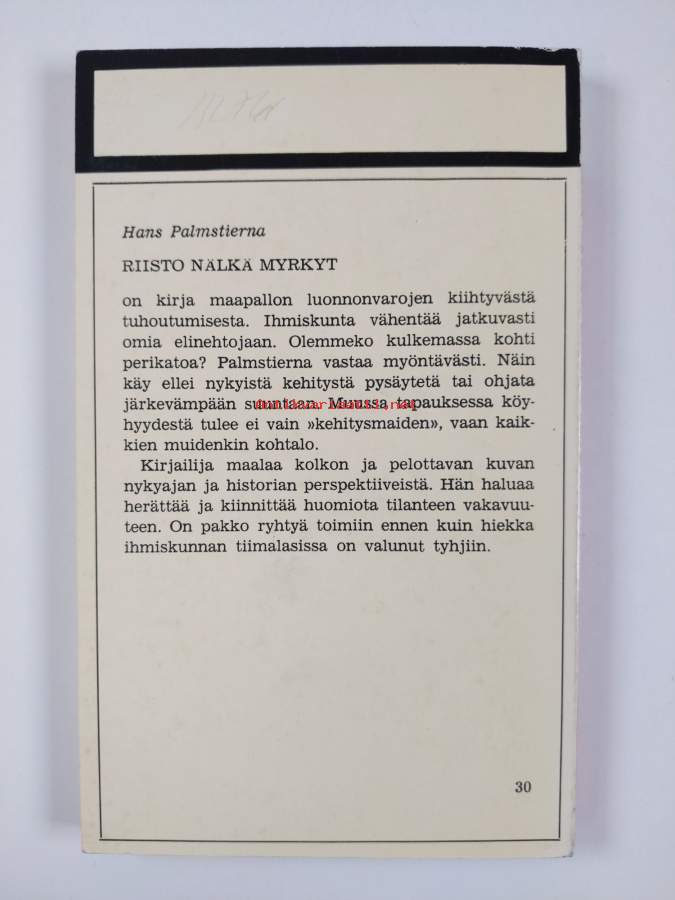 Hans Palmstierna
RIISTO NÄLKÄ MYRKYT
on kirja maapallon luonnonvarojen kiihtyvästä
tuhoutumisesta. Ihmiskunta vähentää jatkuvasti
omia elinehtojaan. Olemmeko kulkemassa kohti
perikatoa? Palmstierna vastaa myöntävästi. Näin
käy ellei nykyistä kehitystä pysäytetä tai ohjata
järkevämpään suuntaan. Muussa tapauksessa köy-
hyydestä tulee ei vain »kehitysmaiden», vaan kaik-
kien muidenkin kohtalo.
Kirjailija maalaa kolkon ja pelottavan kuvan
nykyajan ja historian perspektiiveistä. Hän haluaa
herättää ja kiinnittää huomiota tilanteen vakavuu-
teen. On pakko ryhtyä toimiin ennen kuin hiekka
ihmiskunnan tiimalasissa on valunut tyhjiin.
30